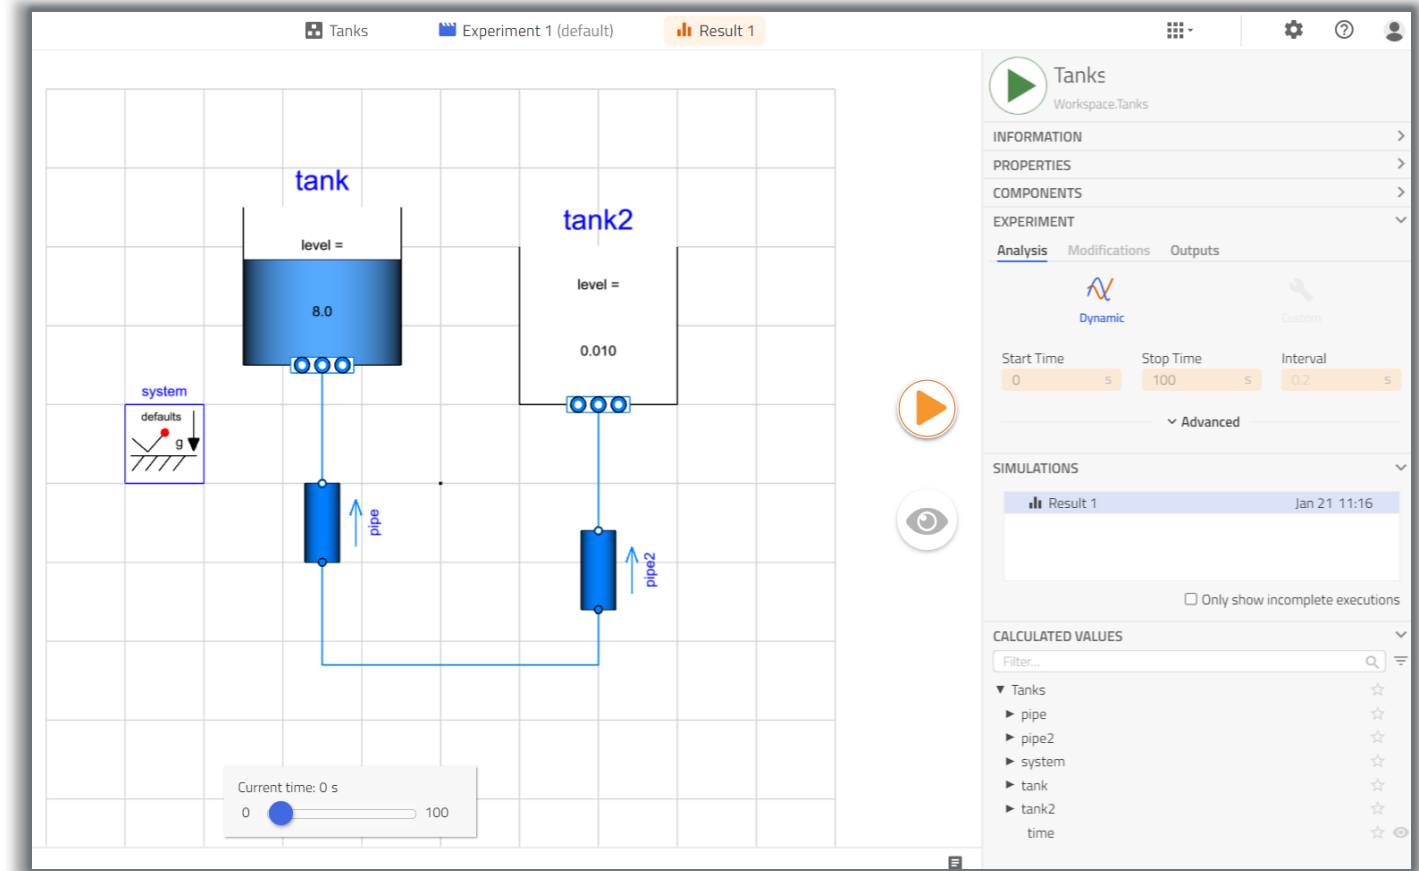 Tanks
Experiment 1 (default)
Result 1
tank
level =
8.0
tank2
level =
0.010
system
defaults
g
pipe
pipe2
Current time: 0 s
0
100
Tanks
Workspace.Tanks
INFORMATION
PROPERTIES
COMPONENTS
EXPERIMENT
Analysis
Modifications
Outputs
Dynamic
Custom
Start Time
Stop Time
Interval
0 s
100 s
0.2 s
Advanced
SIMULATIONS
Result 1
Jan 21 11:16
Only show incomplete executions
CALCULATED VALUES
Filter...
Tanks
pipe
pipe2
system
tank
tank2
time